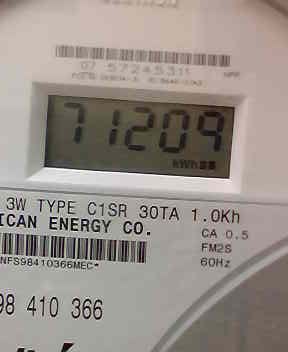 07 57245311
71209
kWh
3W TYPE C1SR 30TA 1.0Kh
ICAN ENERGY CO.
CA 0.5
FM2S
NFS98410366MEC*
60Hz
98 410 366